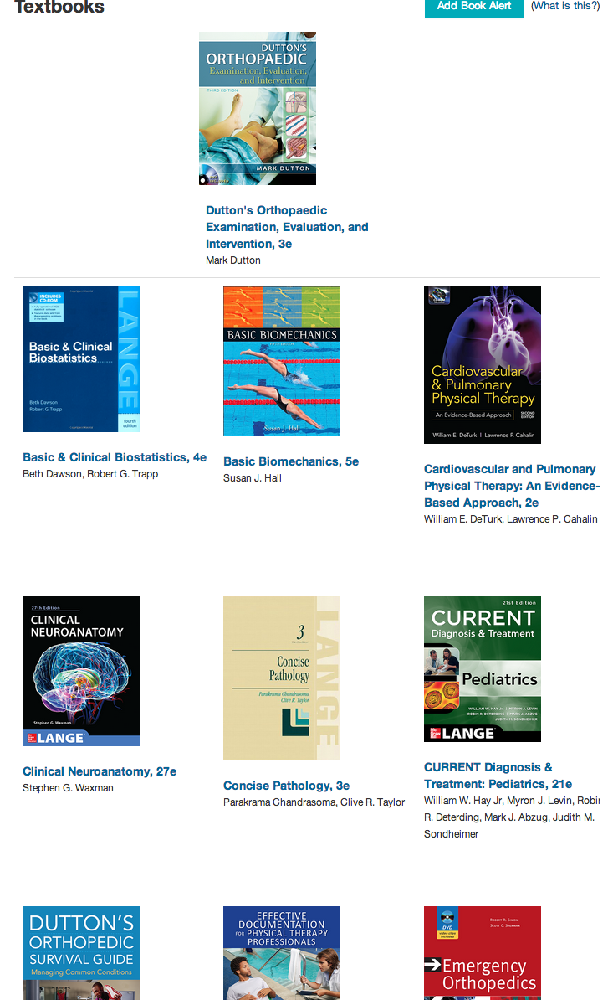 Textbooks
Add Book Alert (What is this?)
DUTTON'S
ORTHOPAEDIC
Examination, Evaluation,
and Intervention
THIRD EDITION
MARK DUTTON
Dutton's Orthopaedic
Examination, Evaluation, and
Intervention, 3e
Mark Dutton
INCLUDES
CD-ROM
LANGE
Basic & Clinical
Biostatistics
Beth Dawson
Robert G. Trapp
fourth
edition
Basic & Clinical Biostatistics, 4e
Beth Dawson, Robert G. Trapp
BASIC BIOMECHANICS
FIFTH EDITION
Susan J. Hall
Basic Biomechanics, 5e
Susan J. Hall
Cardiovascular
& Pulmonary
Physical Therapy
An Evidence-Based Approach
SECOND
EDITION
William E. DeTurk | Lawrence P. Cahalin
Cardiovascular and Pulmonary
Physical Therapy: An Evidence-
Based Approach, 2e
William E. DeTurk, Lawrence P. Cahalin
27th Edition
CLINICAL
NEUROANATOMY
Stephen G. Waxman
LANGE
Clinical Neuroanatomy, 27e
Stephen G. Waxman
3
Concise
Pathology
Parakrama Chandrasoma
Clive R. Taylor
LANGE
Concise Pathology, 3e
Parakrama Chandrasoma, Clive R. Taylor
21st Edition
CURRENT
Diagnosis & Treatment
Pediatrics
WILLIAM W. HAY JR. | MYRON J. LEVIN
ROBIN R. DETERDING | MARK J. ABZUG
JUDITH M. SONDHEIMER
Mc
Graw
Hill
LANGE
CURRENT Diagnosis &
Treatment: Pediatrics, 21e
William W. Hay Jr, Myron J. Levin, Robin
R. Deterding, Mark J. Abzug, Judith M.
Sondheimer
DUTTON'S
ORTHOPEDIC
SURVIVAL GUIDE
Managing Common Conditions
EFFECTIVE
DOCUMENTATION
FOR PHYSICAL THERAPY
PROFESSIONALS
DVD
video clips
included
ROBERT R. SIMON
SCOTT C. SHERMAN
Emergency
Orthopedics